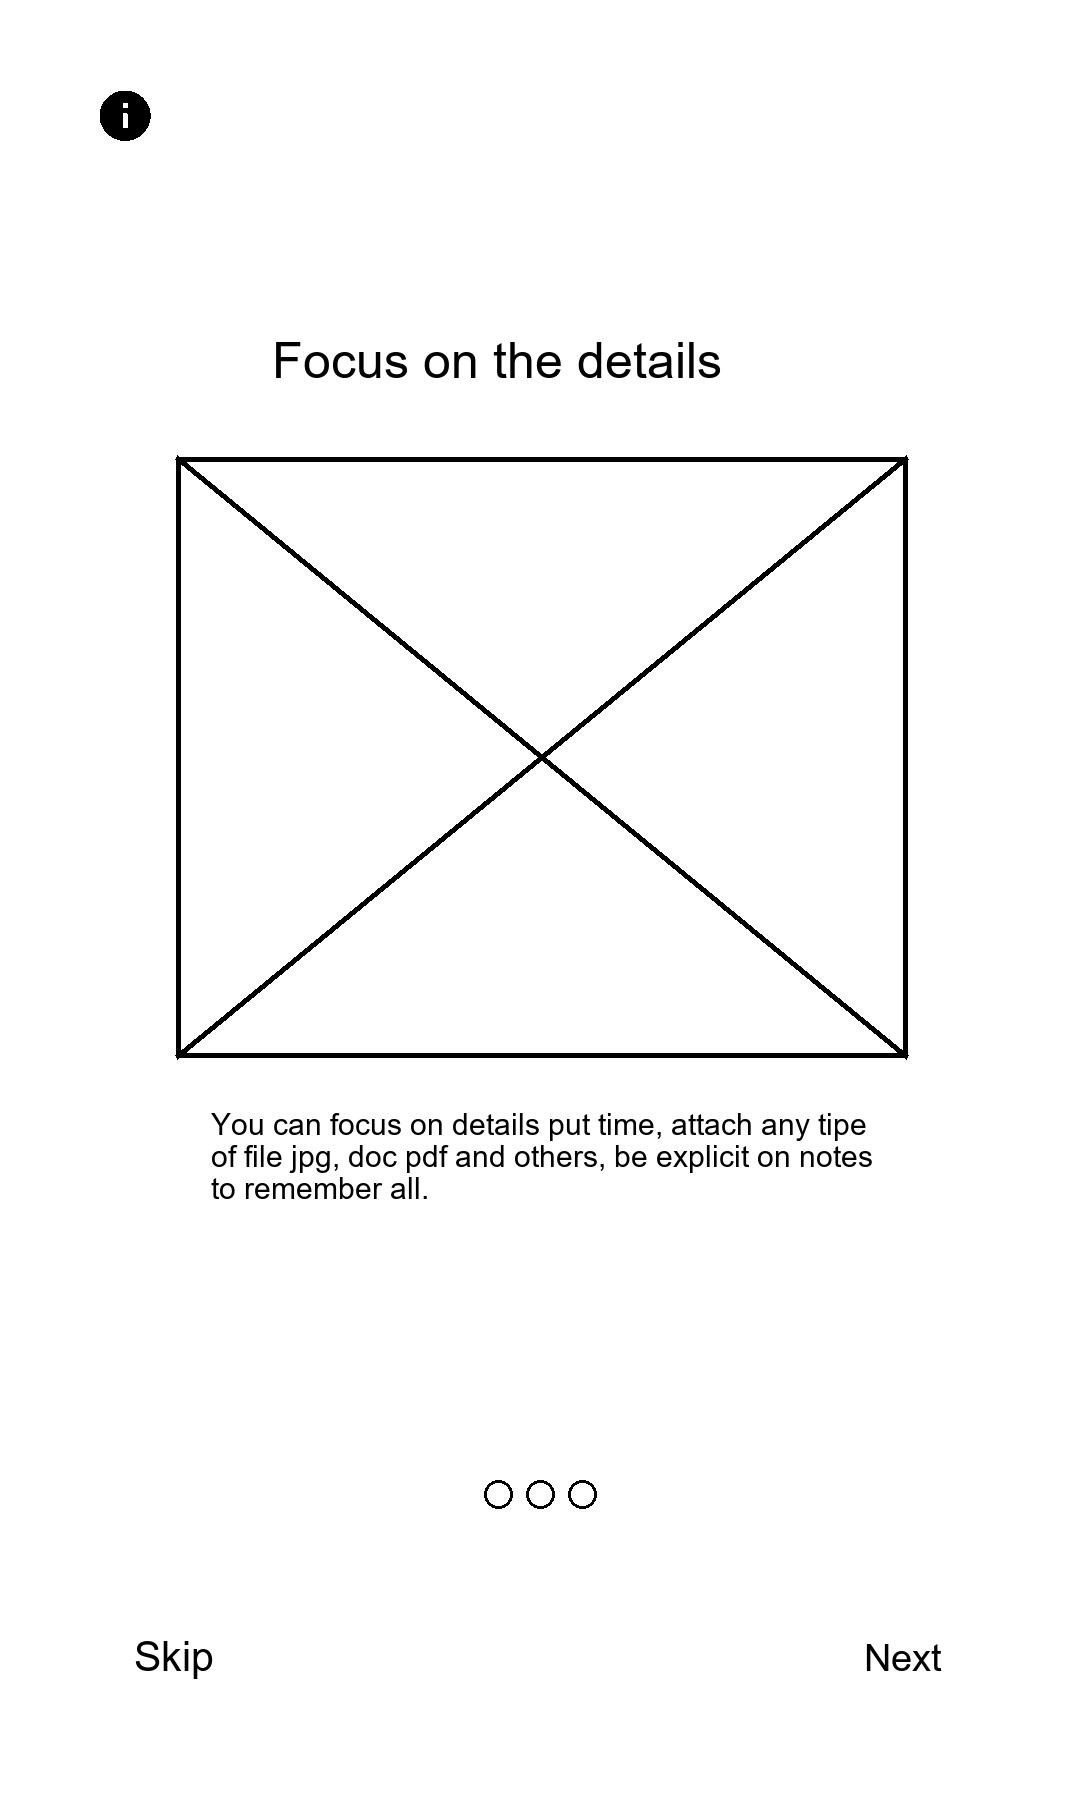 i
Focus on the details
You can focus on details put time, attach any tipe
of file jpg, doc pdf and others, be explicit on notes
to remember all.
Skip
Next